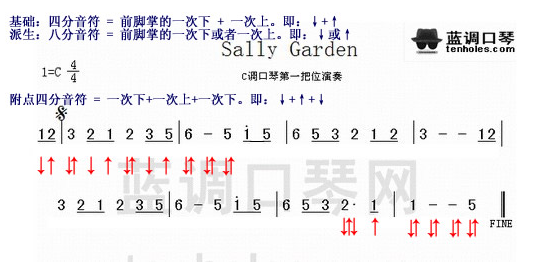 基础：四分音符 = 前脚掌的一次下 + 一次上。即：↓+↑
派生：八分音符 = 前脚掌的一次下或者一次上。即：↓或↑
Sally Garden
蓝调口琴
tenholes.com
1=C 4/4
C调口琴第一把位演奏
附点四分音符 = 一次下+一次上+一次下。即：↓+↑+↓
12 | 3 2 1 2 3 5 | 6 - 5 i 5 | 6 5 3 2 1 2 | 3 - - 12 |
3 2 1 2 3 5 | 6 - 5 i 5 | 6 5 3 2· 1 | 1 - - 5 ‖
FINE
蓝调口琴网